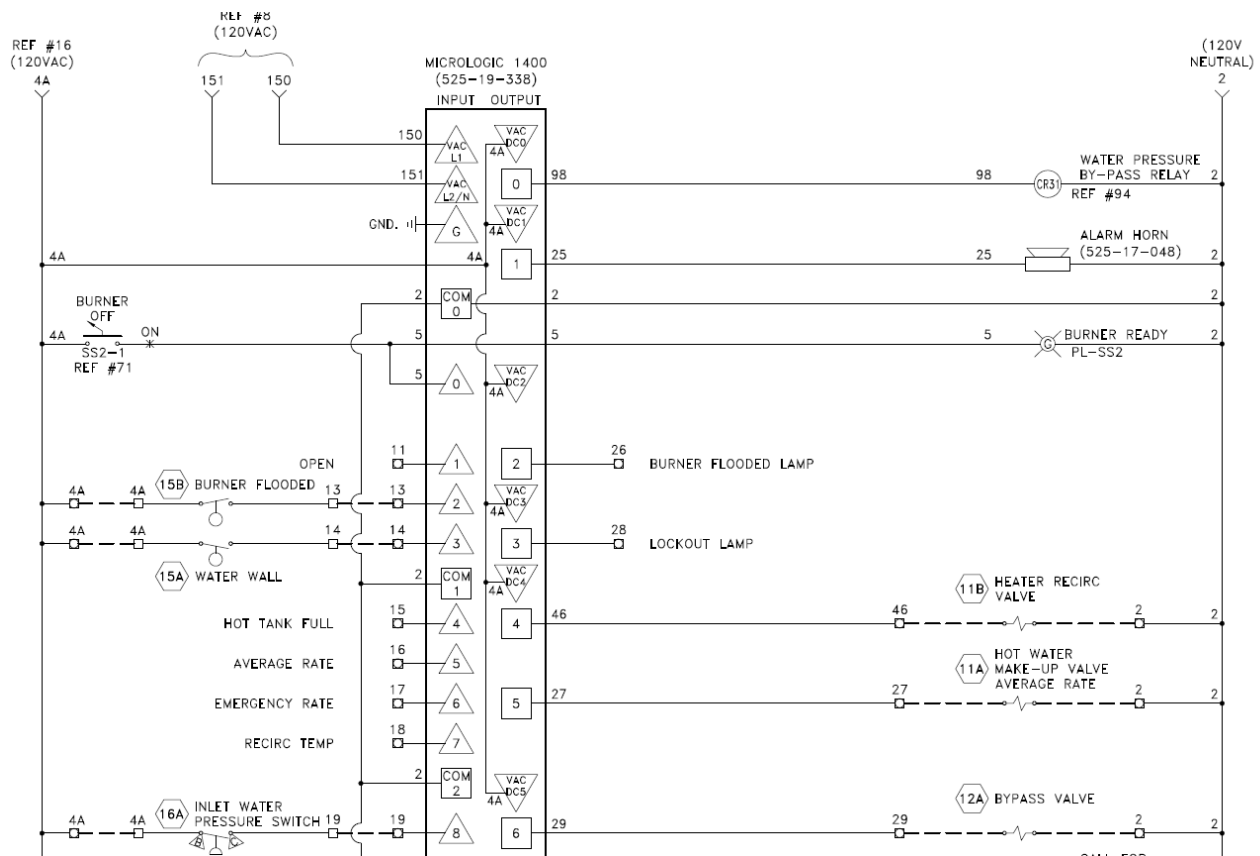 REF #8
(120VAC)
REF #16
(120VAC)
4A
151 150
(120V
NEUTRAL)
2
MICROLOGIC 1400
(525-19-338)
INPUT OUTPUT
150 VAC L1 4A VAC DC0
WATER PRESSURE
BY-PASS RELAY
REF #94
151 VAC L2/N 0 98 98 CR31 2
GND. G 4A VAC DC1
ALARM HORN
(525-17-048)
4A 4A 1 25 25 2
2 COM 0 2 2
BURNER
OFF
ON
4A 5 5 5 G BURNER READY 2
SS2-1
REF #71
PL-SS2
5 0 4A VAC DC2
OPEN 11 1 2 26 BURNER FLOODED LAMP
4A 4A 15B BURNER FLOODED 13 13 2 4A VAC DC3
4A 4A 14 14 3 3 28 LOCKOUT LAMP
15A WATER WALL
2 COM 1 4A VAC DC4
11B HEATER RECIRC
VALVE
HOT TANK FULL 15 4 4 46 46 2 2
AVERAGE RATE 16 5
11A HOT WATER
MAKE-UP VALVE
AVERAGE RATE
EMERGENCY RATE 17 6 5 27 27 2 2
RECIRC TEMP 18 7
2 COM 2 4A VAC DC5
12A BYPASS VALVE
16A INLET WATER
PRESSURE SWITCH
4A 4A B C 19 19 8 6 29 29 2 2